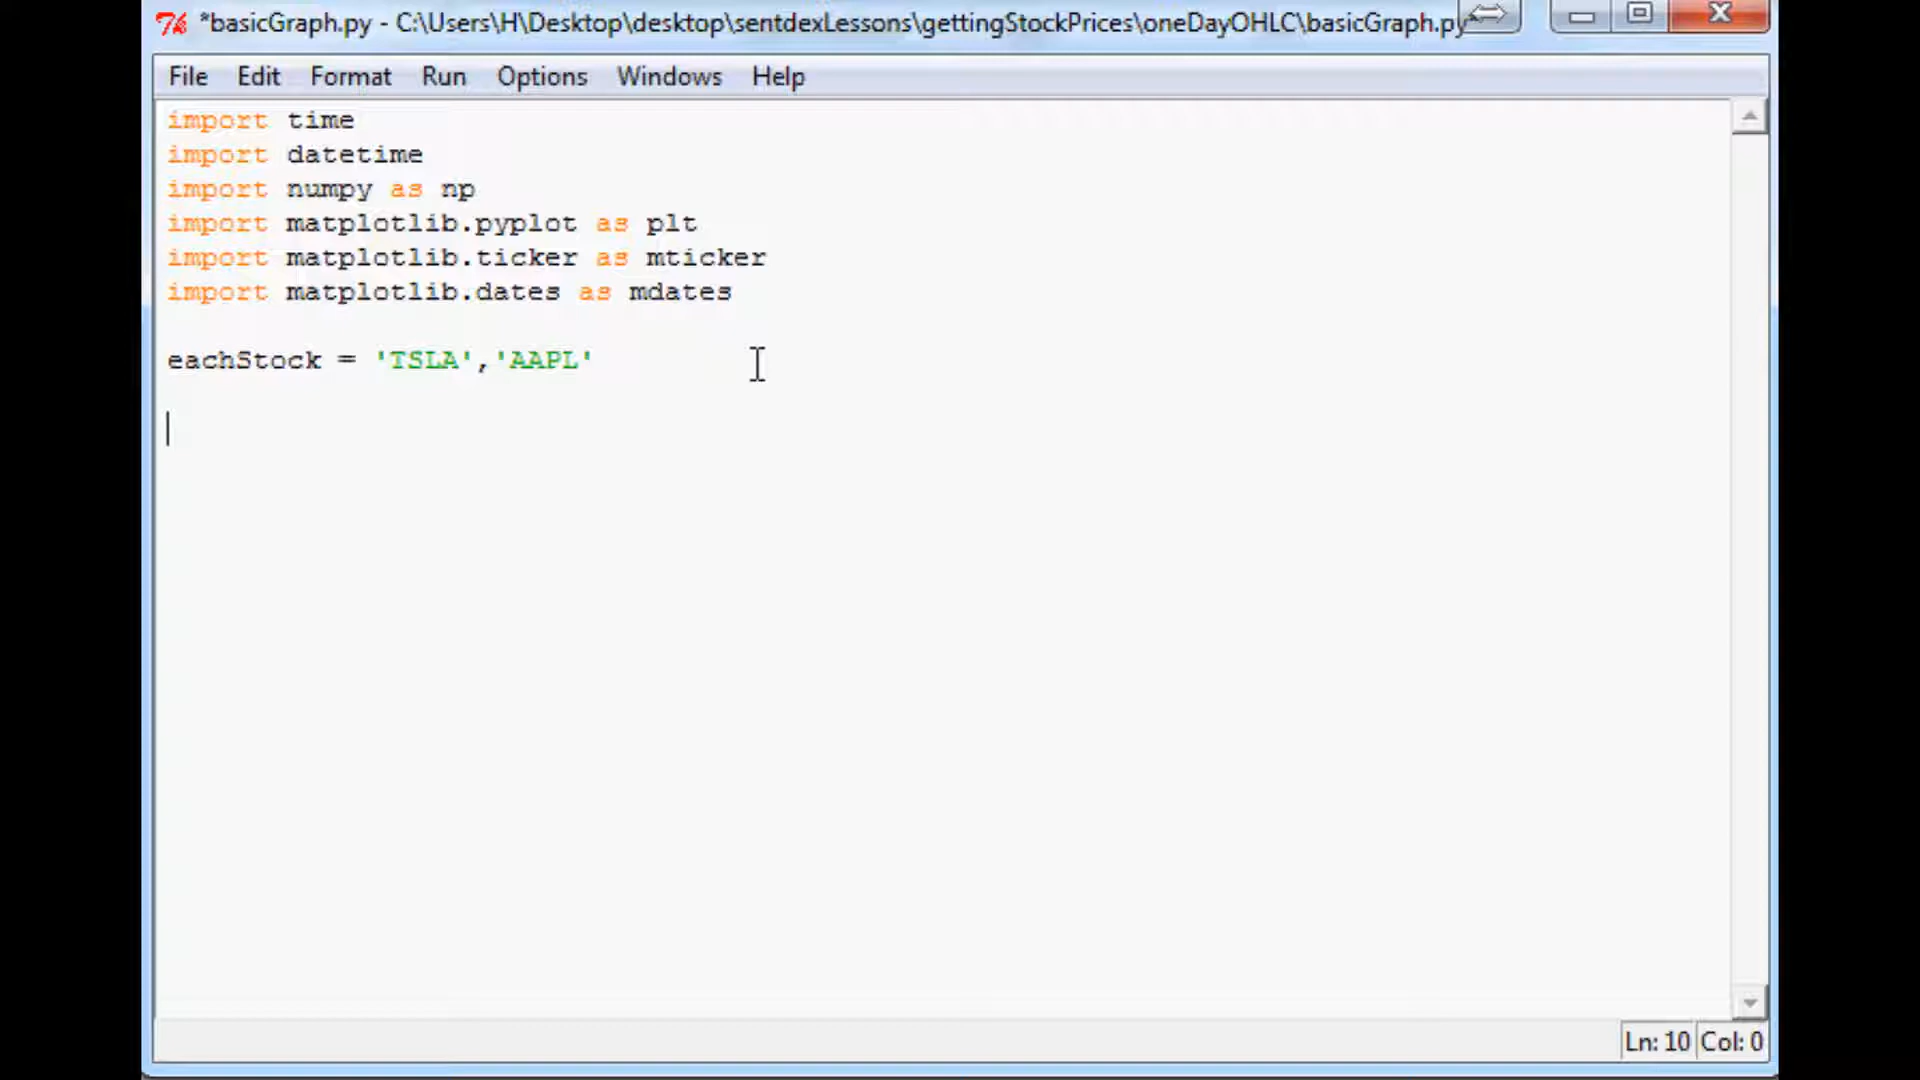 *basicGraph.py - C:\Users\H\Desktop\desktop\sentdexLessons\gettingStockPrices\oneDayOHLC\basicGraph.py*
File Edit Format Run Options Windows Help
import time
import datetime
import numpy as np
import matplotlib.pyplot as plt
import matplotlib.ticker as mticker
import matplotlib.dates as mdates
eachStock = 'TSLA','AAPL'
Ln: 10 Col: 0